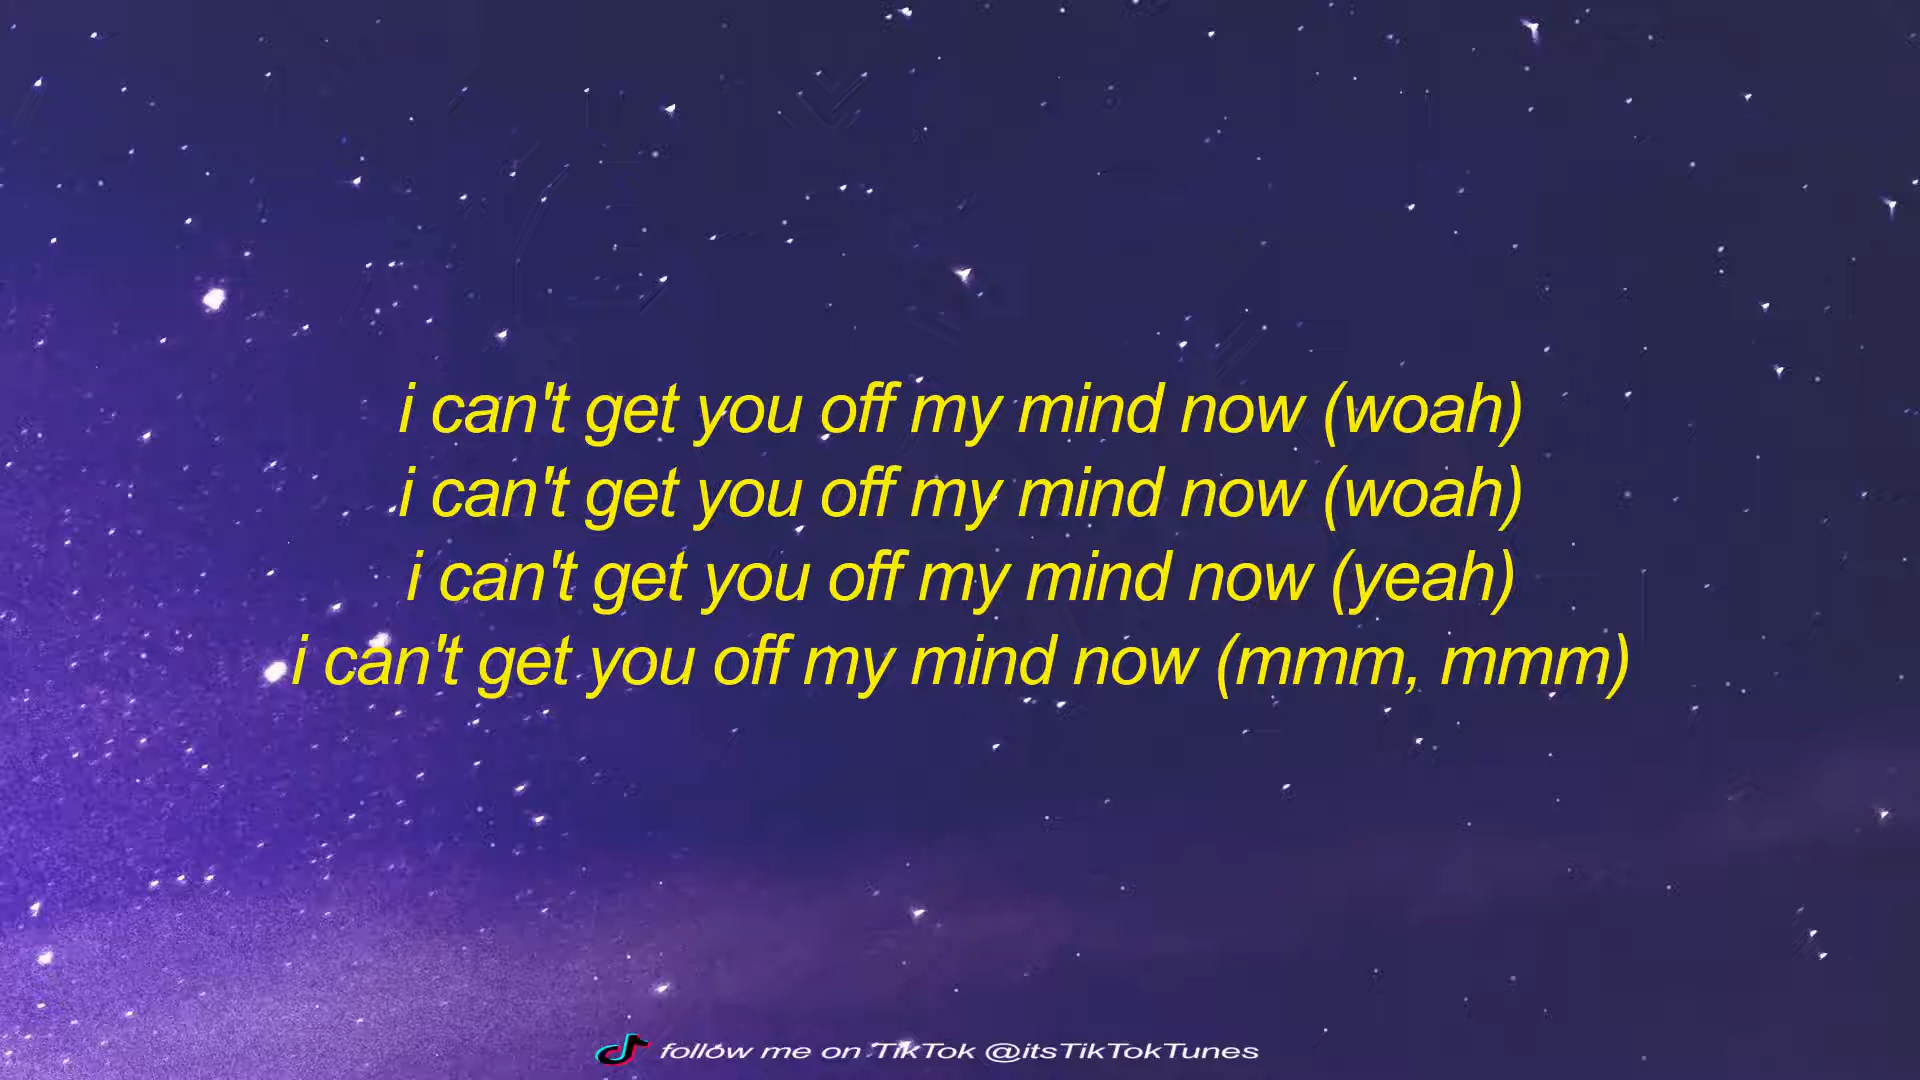 i can't get you off my mind now (woah)
i can't get you off my mind now (woah)
i can't get you off my mind now (yeah)
i can't get you off my mind now (mmm, mmm)
follow me on TikTok @itsTikTokTunes